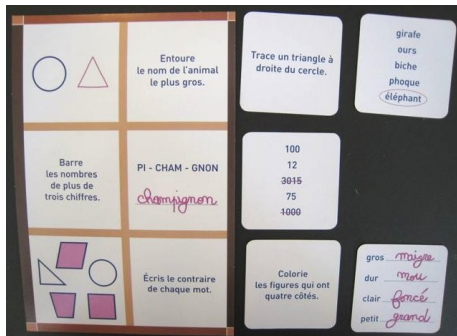 Entoure
le nom de l'animal
le plus gros.
Trace un triangle à
droite du cercle.
girafe
ours
biche
phoque
éléphant
Barre
les nombres
de plus de
trois chiffres.
PI - CHAM - GNON
champignon
100
12
3015
75
1000
Écris le contraire
de chaque mot.
Colorie
les figures qui ont
quatre côtés.
gros maigre
dur mou
clair foncé
petit grand